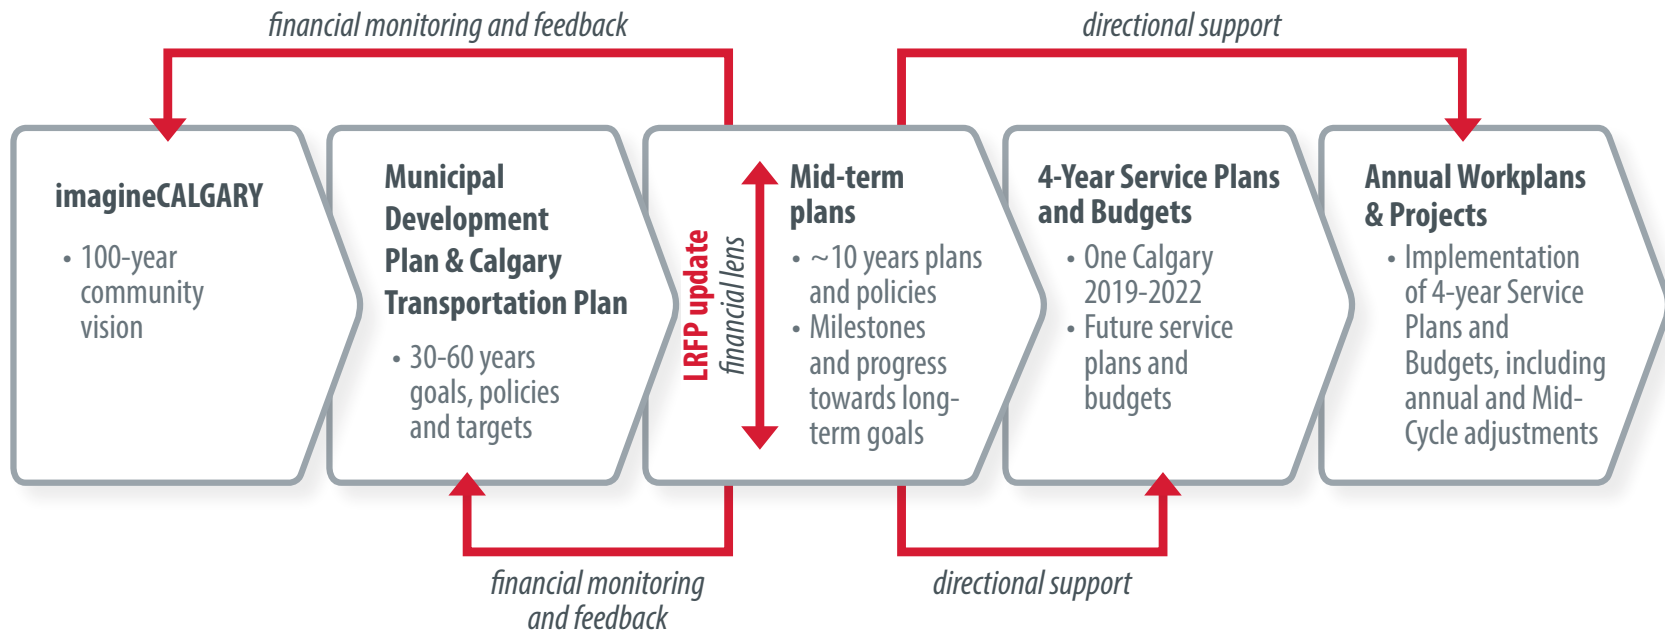 financial monitoring and feedback
directional support
imagineCALGARY
• 100-year
community
vision
Municipal
Development
Plan & Calgary
Transportation Plan
• 30-60 years
goals, policies
and targets
LRFP update
financial lens
Mid-term
plans
• ~10 years plans
and policies
• Milestones
and progress
towards long-
term goals
4-Year Service Plans
and Budgets
• One Calgary
2019-2022
• Future service
plans and
budgets
Annual Workplans
& Projects
• Implementation
of 4-year Service
Plans and
Budgets, including
annual and Mid-
Cycle adjustments
financial monitoring
and feedback
directional support